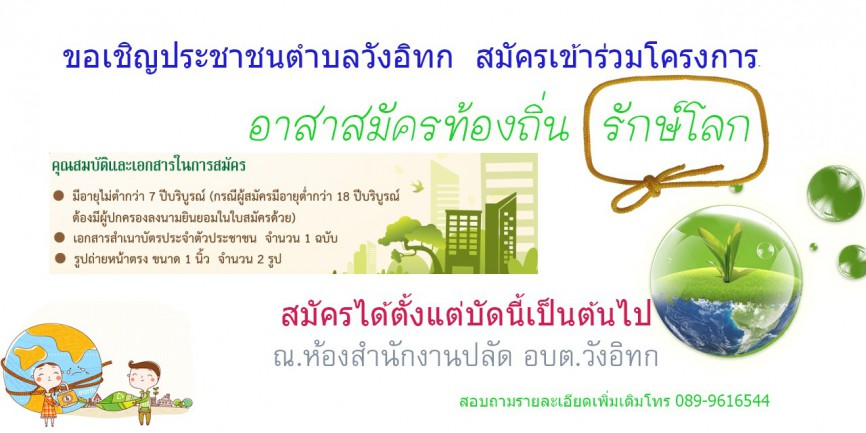 ขอเชิญประชาชนตำบลวังอิทก สมัครเข้าร่วมโครงการ.
อาสาสมัครท้องถิ่น รักษ์โลก
คุณสมบัติและเอกสารในการสมัคร
มีอายุไม่ต่ำกว่า 7 ปีบริบูรณ์ (กรณีผู้สมัครมีอายุต่ำกว่า 18 ปีบริบูรณ์
ต้องมีผู้ปกครองลงนามยินยอมในใบสมัครด้วย)
เอกสารสำเนาบัตรประจำตัวประชาชน จำนวน 1 ฉบับ
รูปถ่ายหน้าตรง ขนาด 1 นิ้ว จำนวน 2 รูป
สมัครได้ตั้งแต่บัดนี้เป็นต้นไป
ณ.ห้องสำนักงานปลัด อบต.วังอิทก
สอบถามรายละเอียดเพิ่มเติมโทร 089-9616544